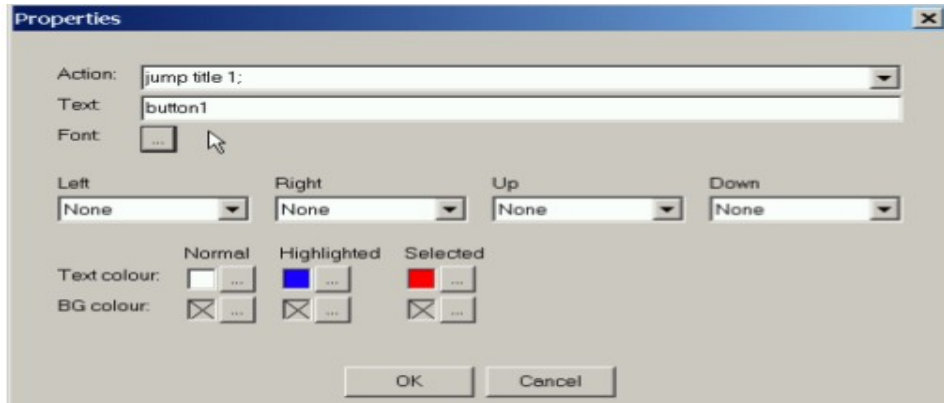 Properties
Action: jump title 1;
Text: button1
Font: ...
Left Right Up Down
None None None None
Normal Highlighted Selected
Text colour: ... ... ...
BG colour: ... ... ...
OK Cancel